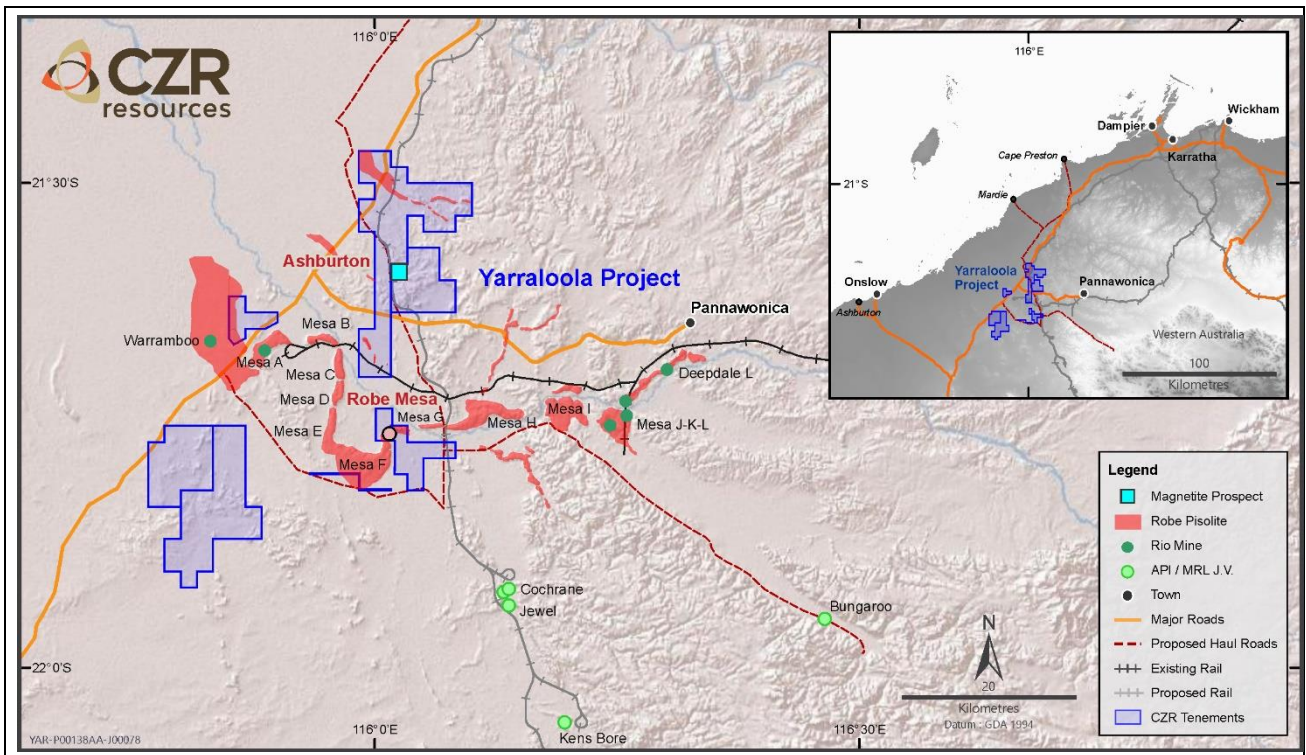 CZR
resources
116°0'E
21°30'S
22°0'S
116°0'E
116°30'E
Ashburton
Yarraloola Project
Pannawonica
Warramboo
Mesa A
Mesa B
Mesa C
Mesa D
Mesa E
Mesa F
Robe Mesa
Mesa G
Mesa H
Mesa I
Mesa J-K-L
Deepdale L
Cochrane
Jewel
Bungaroo
Kens Bore
N
20
Kilometres
Datum : GDA 1994
YAR-P00138AA-J00078
116°E
21°S
Wickham
Dampier
Karratha
Cape Preston
Mardie
Onslow
Ashburton
Yarraloola
Project
Pannawonica
Western Australia
100
Kilometres
Legend
Magnetite Prospect
Robe Pisolite
Rio Mine
API / MRL J.V.
Town
Major Roads
Proposed Haul Roads
Existing Rail
Proposed Rail
CZR Tenements